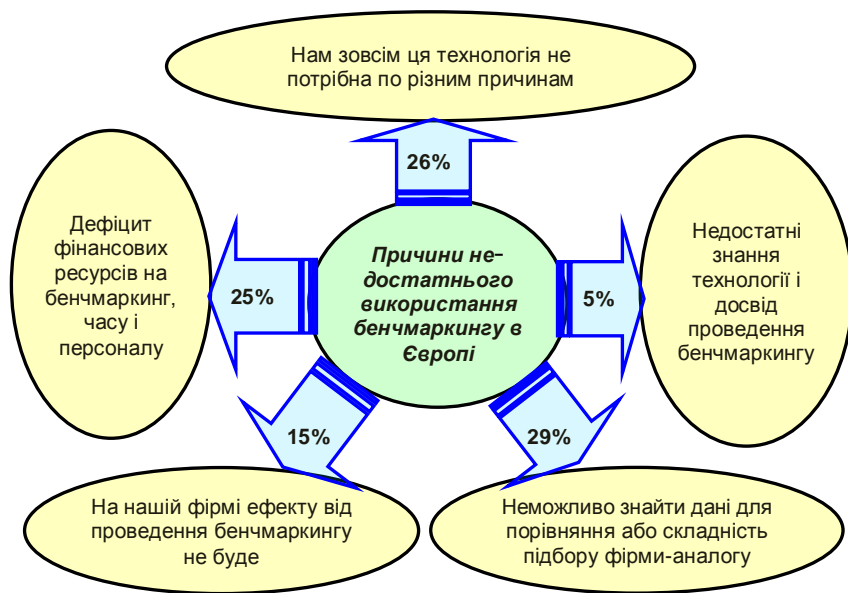 Нам зовсім ця технологія не
потрібна по різним причинам
26%
Дефіцит
фінансових
ресурсів на
бенчмаркинг,
часу і
персоналу
25%
Причини не-
достатнього
використання
бенчмаркингу в
Європі
5%
Недостатні
знання
технології і
досвід
проведення
бенчмаркингу
15%
29%
На нашій фірмі ефекту від
проведення бенчмаркингу
не буде
Неможливо знайти дані для
порівняння або складність
підбору фірми-аналогу